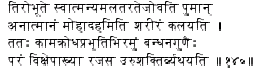 तिरोभूते स्वात्मन्यमलतरतेजोवति पुमान्
अनात्मानं मोहादहमिति शरीरं कलयति ।
ततः कामक्रोधप्रभृतिभिरमुं बन्धनगुणैः
परं विक्षेपाख्या रजस उरुशक्तिर्व्यथयति ॥१४०॥